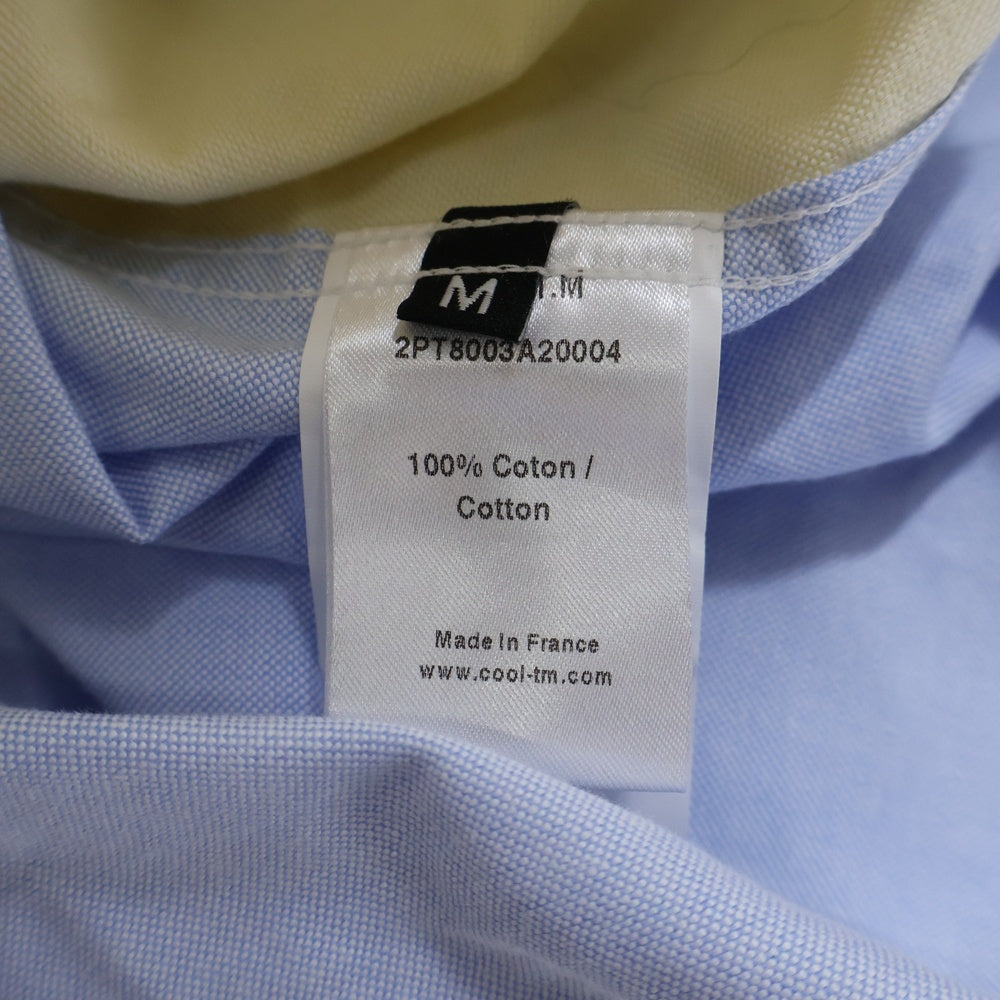 M
.M
2PT8003A20004
100% Coton /
Cotton
Made In France
www.cool-tm.com